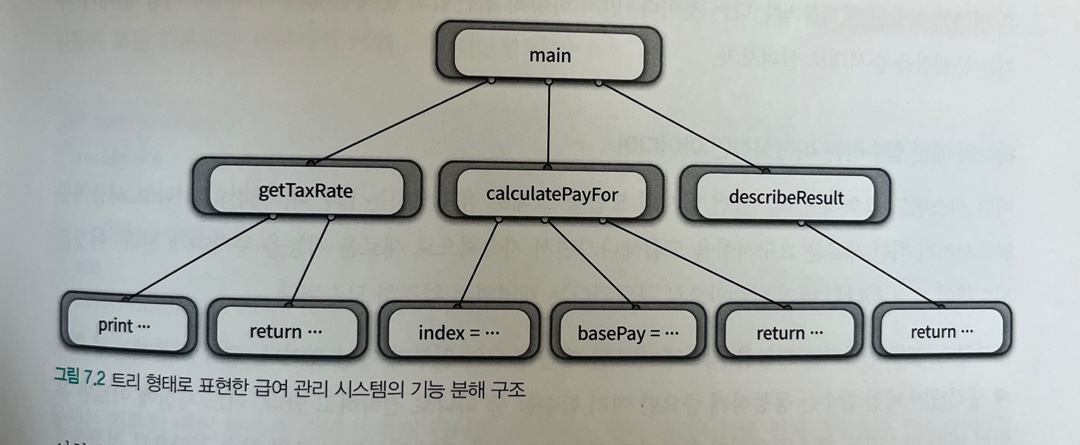 main
getTaxRate
calculatePayFor
describeResult
print ···
return ···
index = ···
basePay = ···
return ···
return ···
그림 7.2 트리 형태로 표현한 급여 관리 시스템의 기능 분해 구조